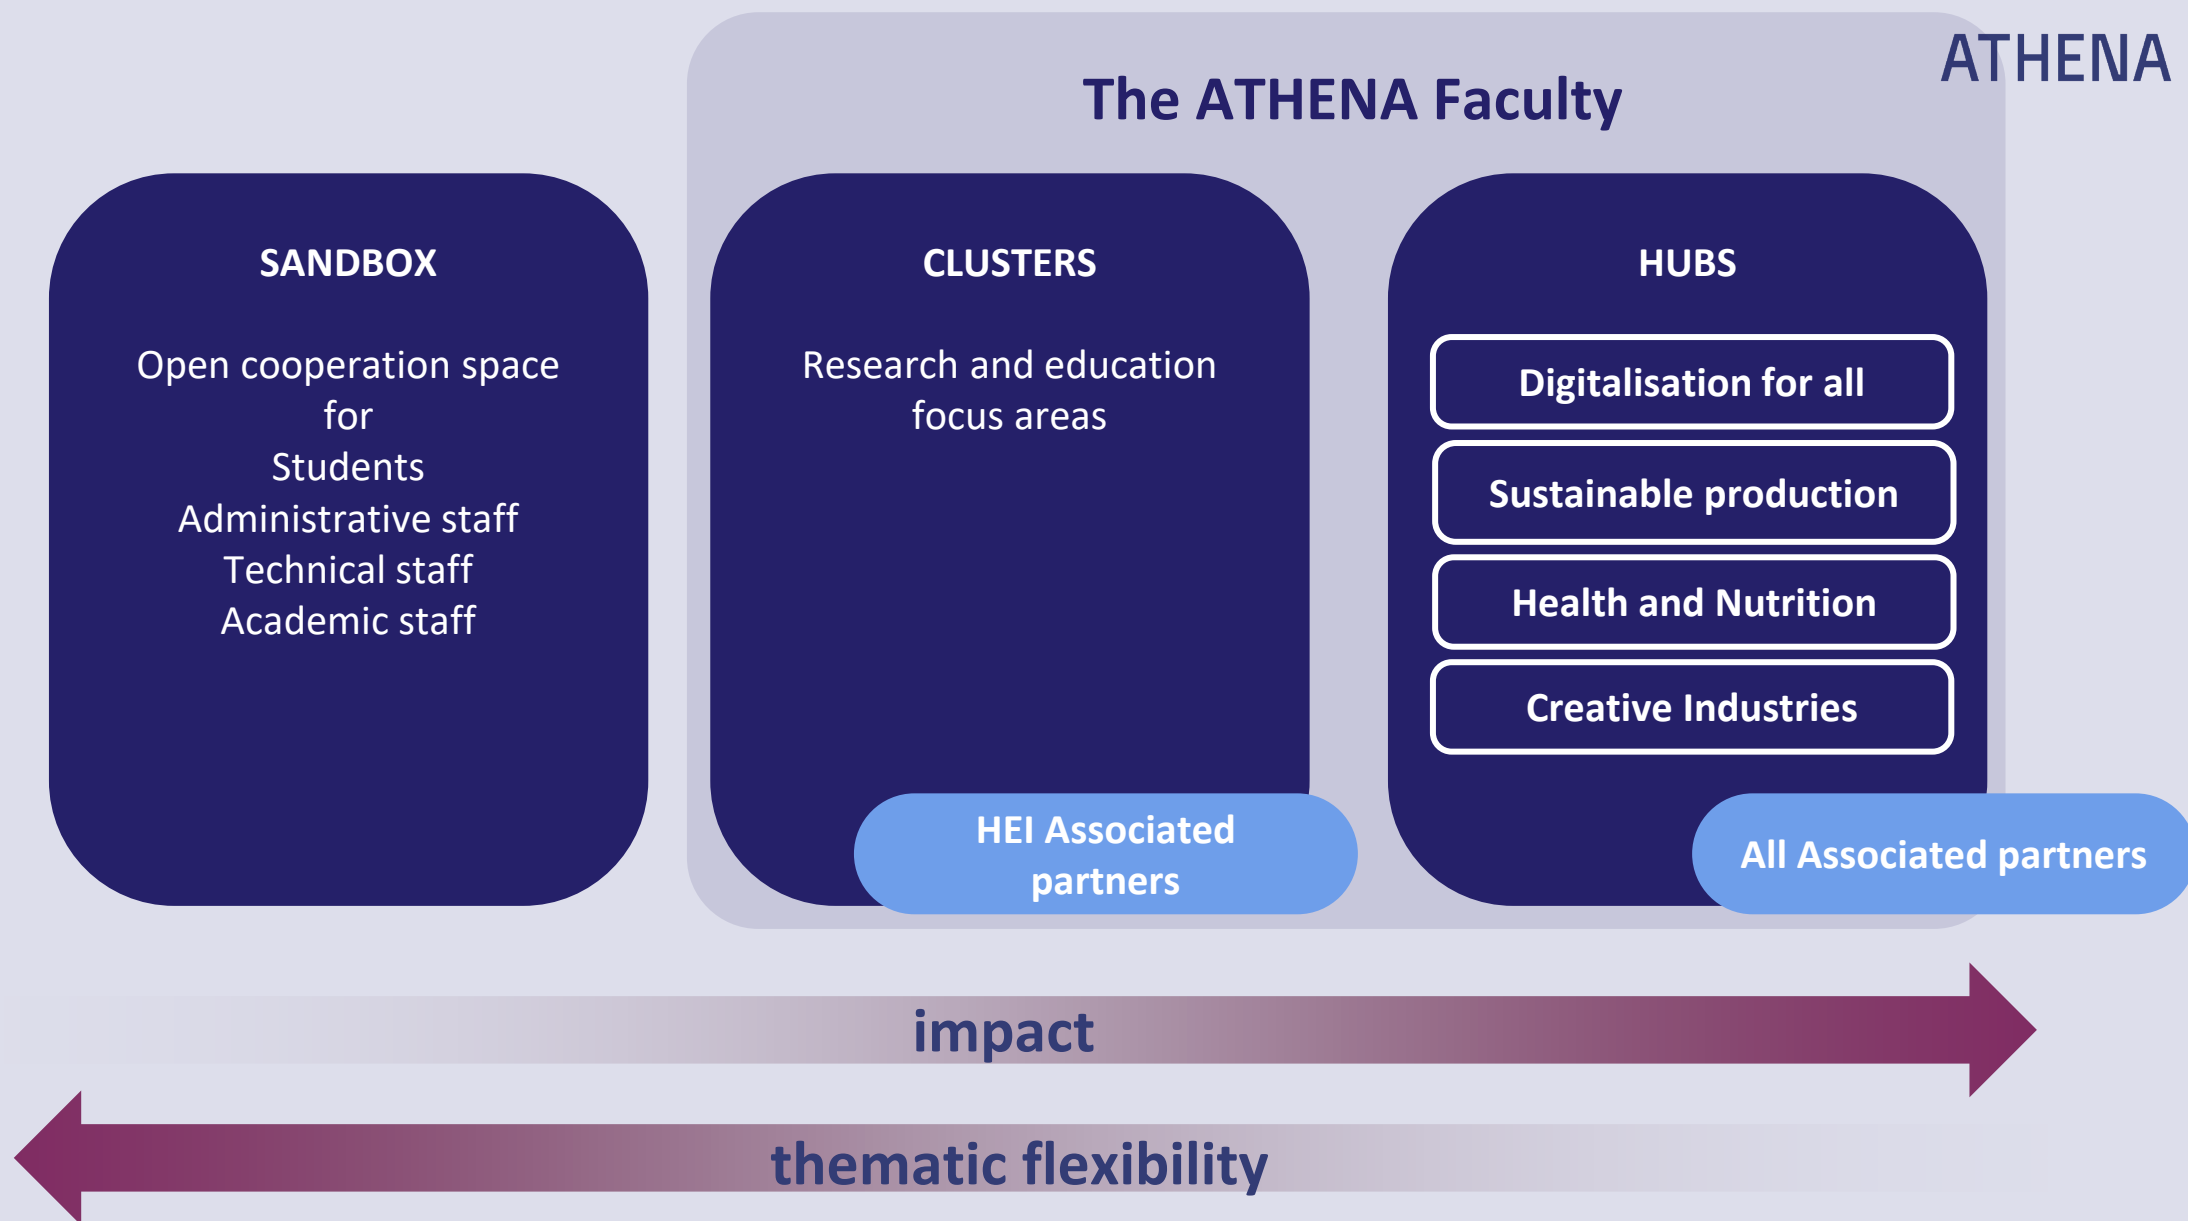 ATHENA
The ATHENA Faculty
SANDBOX
Open cooperation space
for
Students
Administrative staff
Technical staff
Academic staff
CLUSTERS
Research and education
focus areas
HEI Associated
partners
HUBS
Digitalisation for all
Sustainable production
Health and Nutrition
Creative Industries
All Associated partners
impact
thematic flexibility